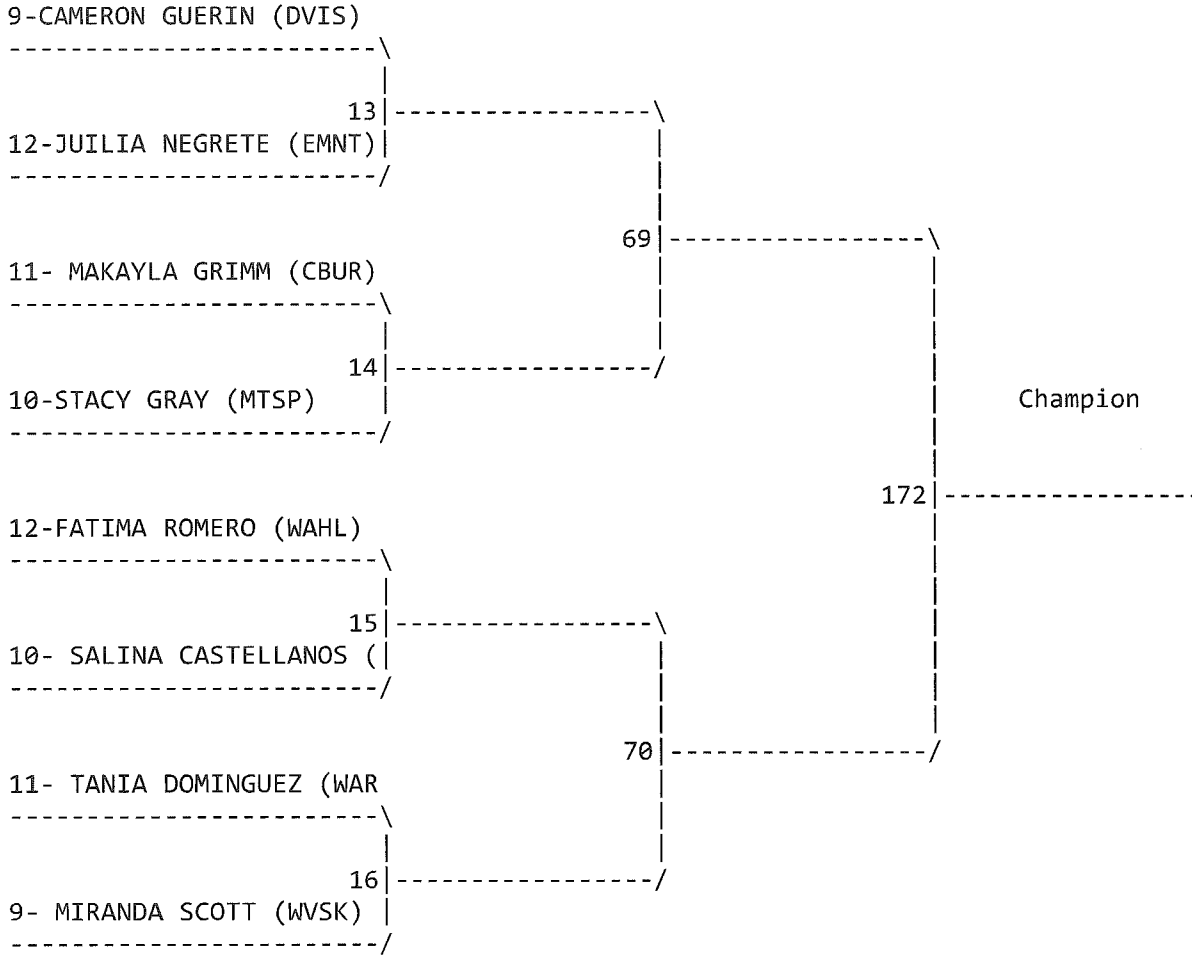 9-CAMERON GUERIN (DVIS)
13
12-JUILIA NEGRETE (EMNT)
69
11- MAKAYLA GRIMM (CBUR)
14
10-STACY GRAY (MTSP)
Champion
172
12-FATIMA ROMERO (WAHL)
15
10- SALINA CASTELLANOS (
70
11- TANIA DOMINGUEZ (WAR
16
9- MIRANDA SCOTT (WVSK)